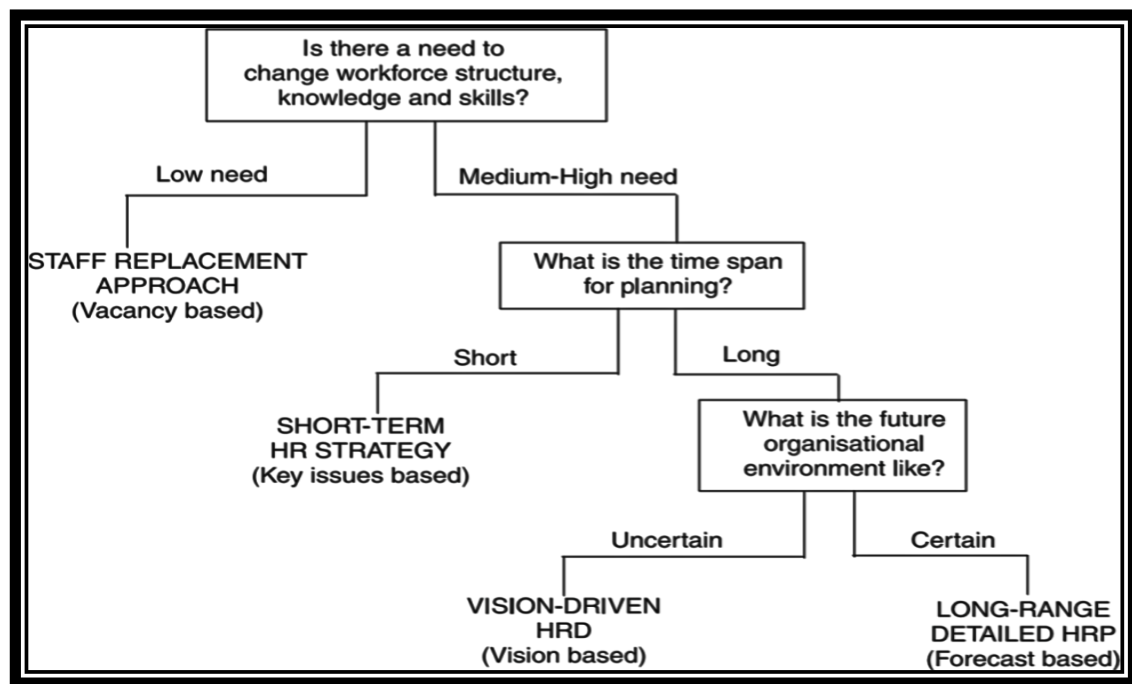 Is there a need to
change workforce structure,
knowledge and skills?
Low need
Medium-High need
STAFF REPLACEMENT
APPROACH
(Vacancy based)
What is the time span
for planning?
Short
Long
SHORT-TERM
HR STRATEGY
(Key issues based)
What is the future
organisational
environment like?
Uncertain
Certain
VISION-DRIVEN
HRD
(Vision based)
LONG-RANGE
DETAILED HRP
(Forecast based)